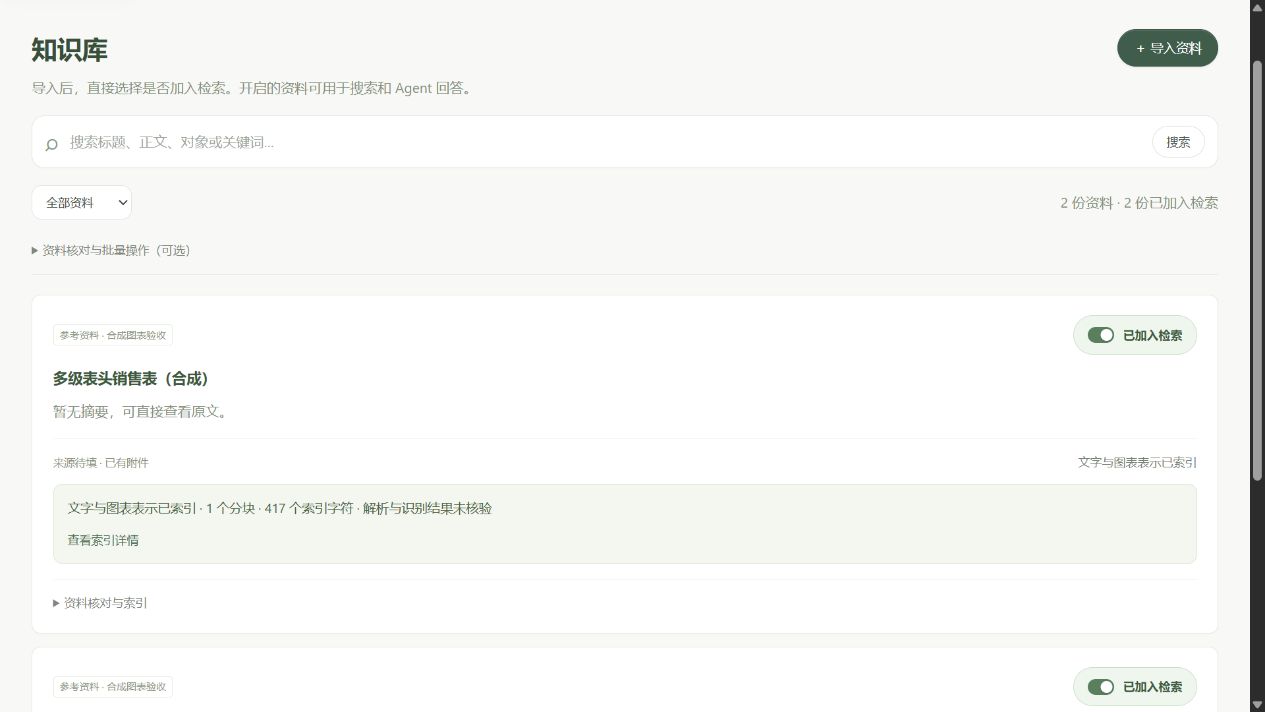 知识库
+ 导入资料
导入后，直接选择是否加入检索。开启的资料可用于搜索和 Agent 回答。
搜索标题、正文、对象或关键词...
搜索
全部资料
2 份资料 · 2 份已加入检索
资料核对与批量操作（可选）
参考资料 · 合成图表验收
已加入检索
多级表头销售表（合成）
暂无摘要，可直接查看原文。
来源待填 · 已有附件
文字与图表表示已索引
文字与图表表示已索引 · 1 个分块 · 417 个索引字符 · 解析与识别结果未核验
查看索引详情
资料核对与索引
参考资料 · 合成图表验收
已加入检索